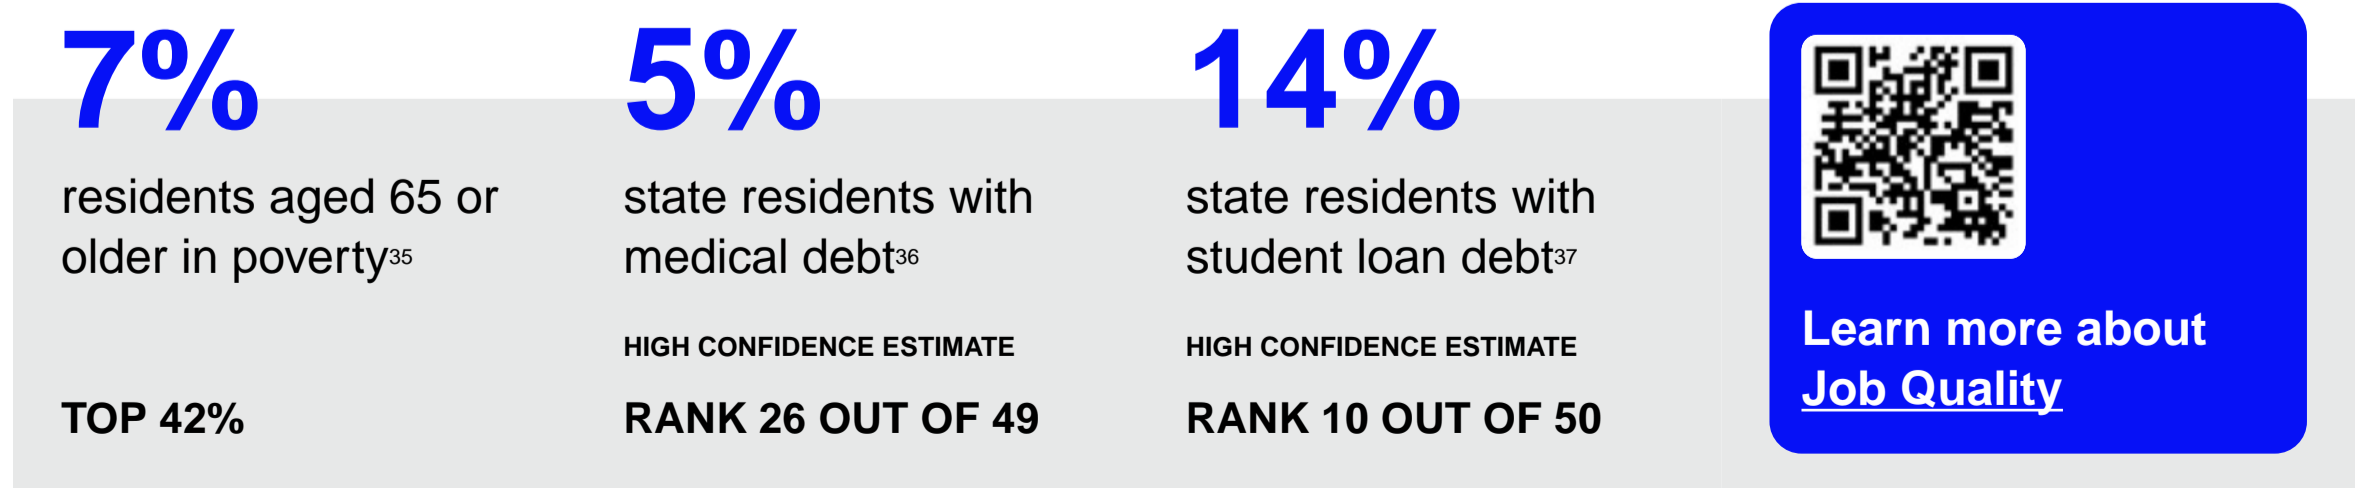 7%
residents aged 65 or
older in poverty35
TOP 42%
5%
state residents with
medical debt36
HIGH CONFIDENCE ESTIMATE
RANK 26 OUT OF 49
14%
state residents with
student loan debt37
HIGH CONFIDENCE ESTIMATE
RANK 10 OUT OF 50
Learn more about
Job Quality